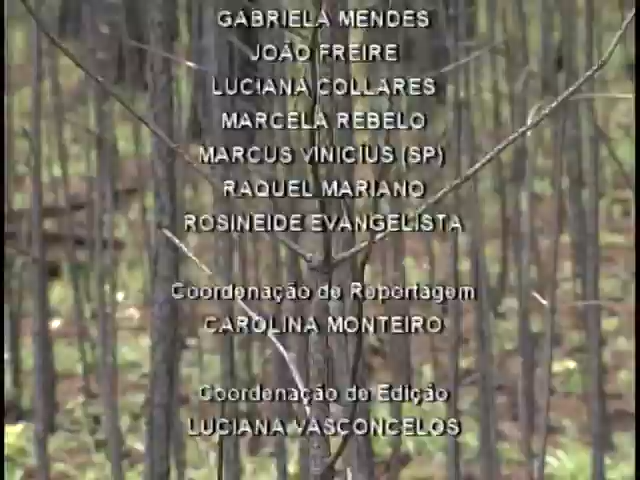 GABRIELA MENDES
JOÃO FREIRE
LUCIANA COLLARES
MARCELA REBELO
MARCUS VINICIUS (SP)
RAQUEL MARIANO
ROSINEIDE EVANGELISTA
Coordenação de Reportagem
CAROLINA MONTEIRO
Coordenação de Edição
LUCIANA VASCONCELOS